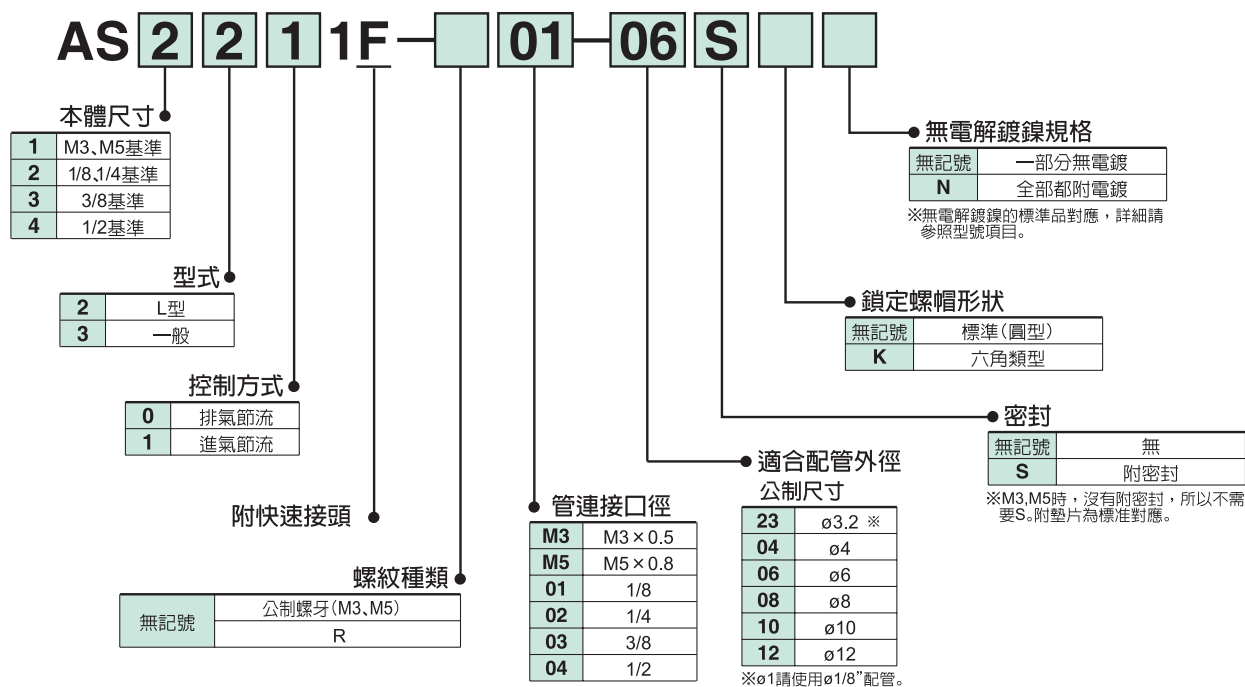 AS 2 2 1 1F — 01 — 06 S
本體尺寸
1 M3、M5基準
2 1/8、1/4基準
3 3/8基準
4 1/2基準
型式
2 L型
3 一般
控制方式
0 排氣節流
1 進氣節流
附快速接頭
螺紋種類
無記號 公制螺牙(M3、M5)
R
管連接口徑
M3 M3×0.5
M5 M5×0.8
01 1/8
02 1/4
03 3/8
04 1/2
適合配管外徑
公制尺寸
23 ø3.2 ※
04 ø4
06 ø6
08 ø8
10 ø10
12 ø12
※ø1請使用ø1/8”配管。
密封
無記號 無
S 附密封
※M3,M5時，沒有附密封，所以不需
要S。附墊片為標准對應。
鎖定螺帽形狀
無記號 標準(圓型)
K 六角類型
無電解鍍鎳規格
無記號 一部分無電鍍
N 全部都附電鍍
※無電解鍍鎳的標準品對應，詳細請
參照型號項目。